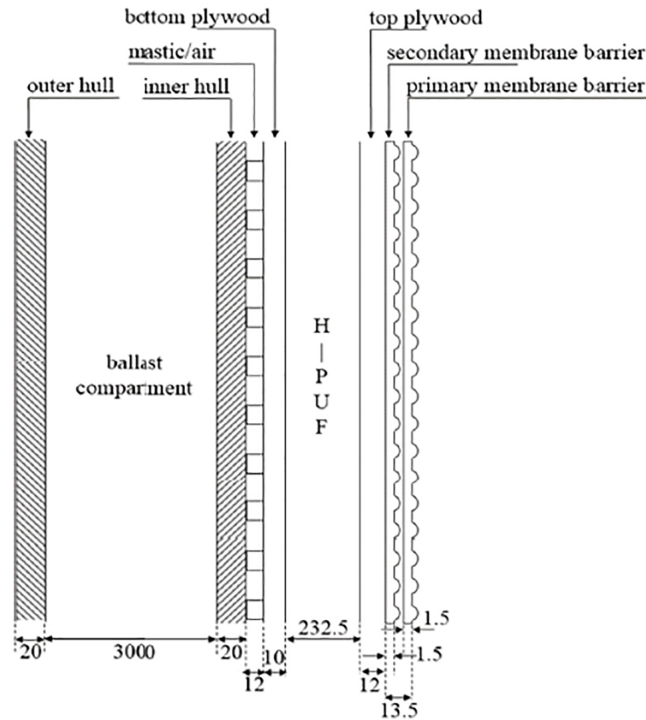 bottom plywood
top plywood
mastic/air
secondary membrane barrier
outer hull
inner hull
primary membrane barrier
H
|
P
U
F
ballast
compartment
232.5
1.5
20
3000
20
10
1.5
12
12
13.5